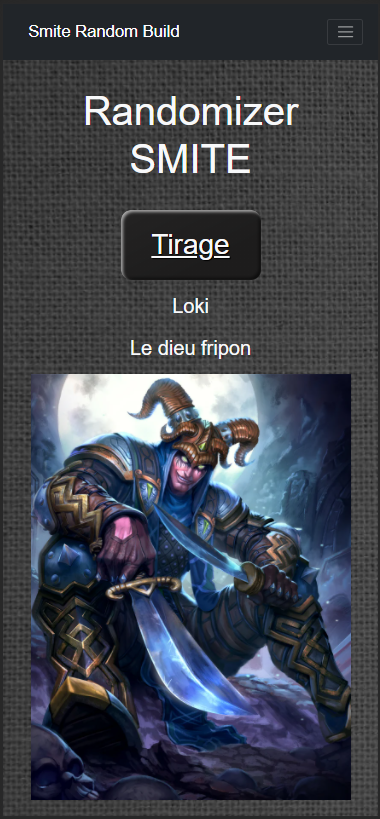 Smite Random Build
Randomizer
SMITE
Tirage
Loki
Le dieu fripon